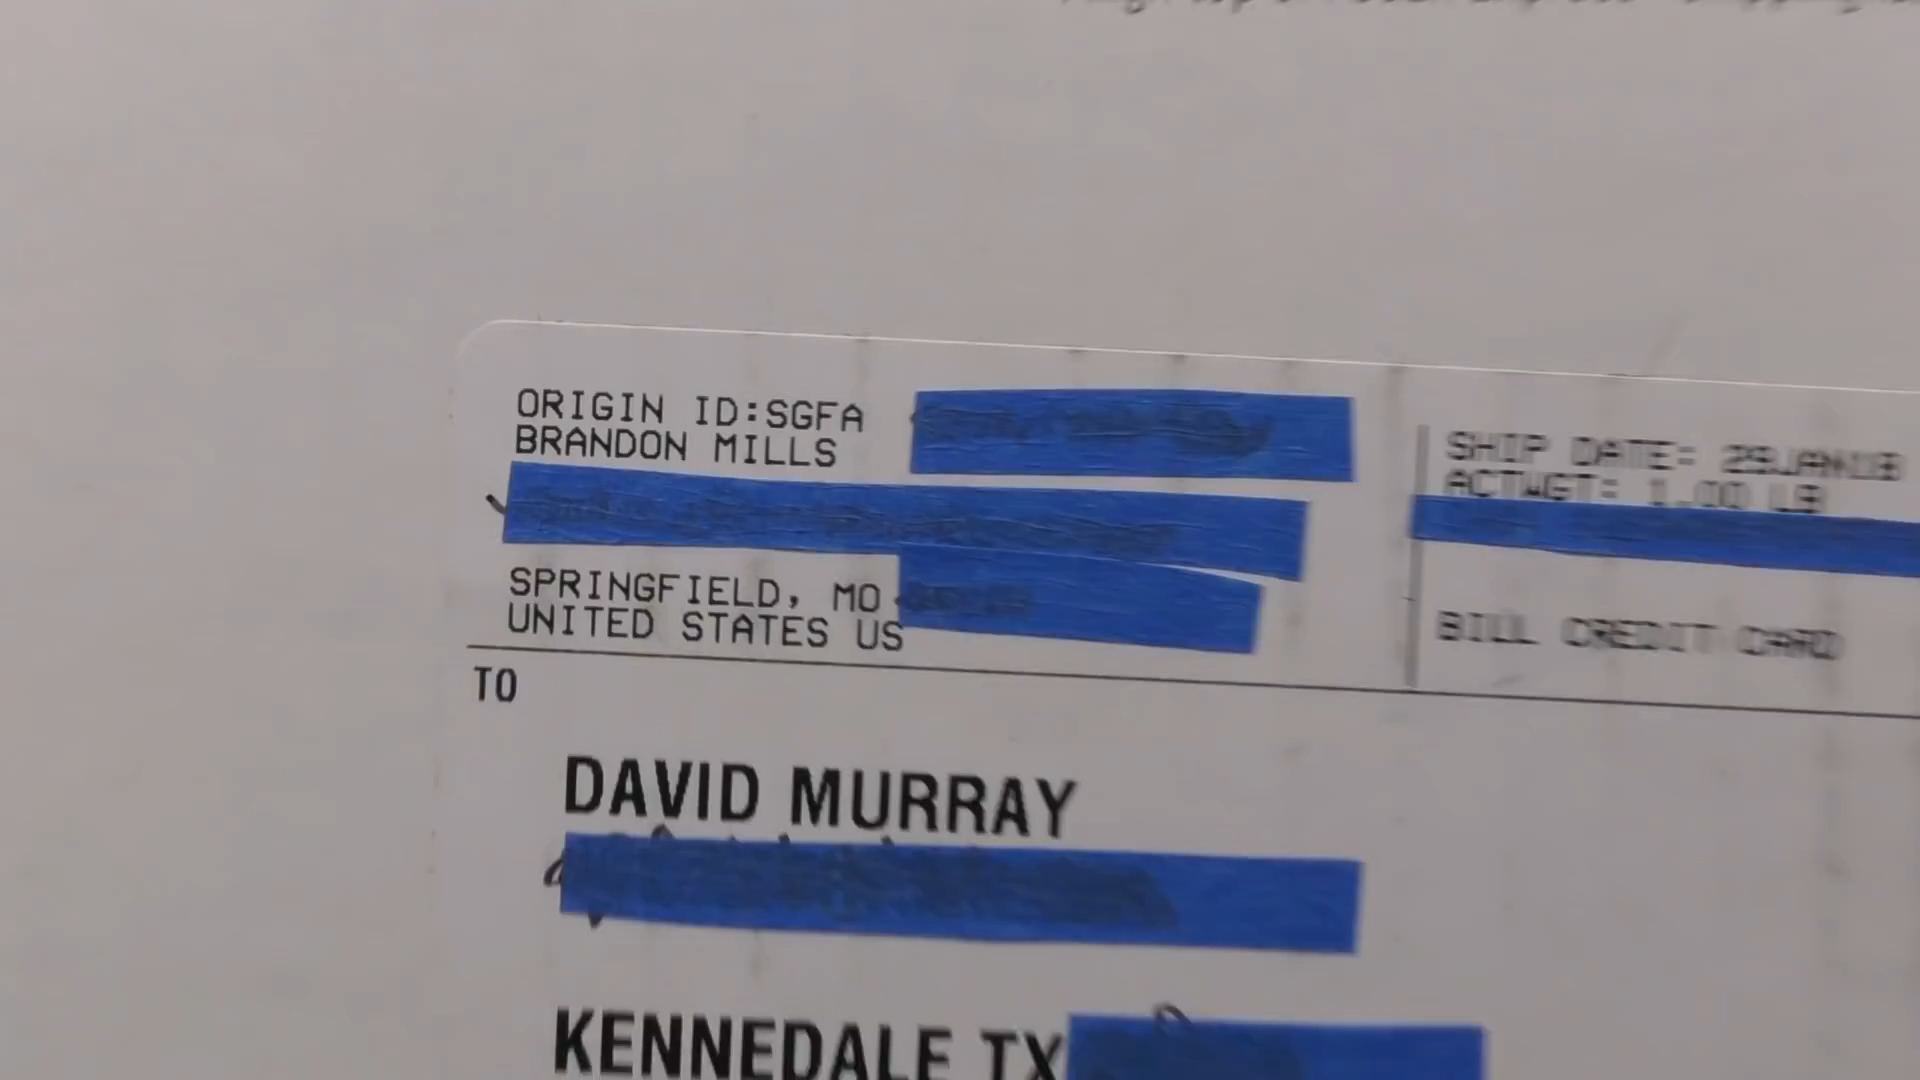 ORIGIN ID:SGFA
BRANDON MILLS
SPRINGFIELD, MO
UNITED STATES US
SHIP DATE: 29JAN18
ACTWGT: 1.00 LB
BILL CREDIT CARD
TO
DAVID MURRAY
KENNEDALE TX